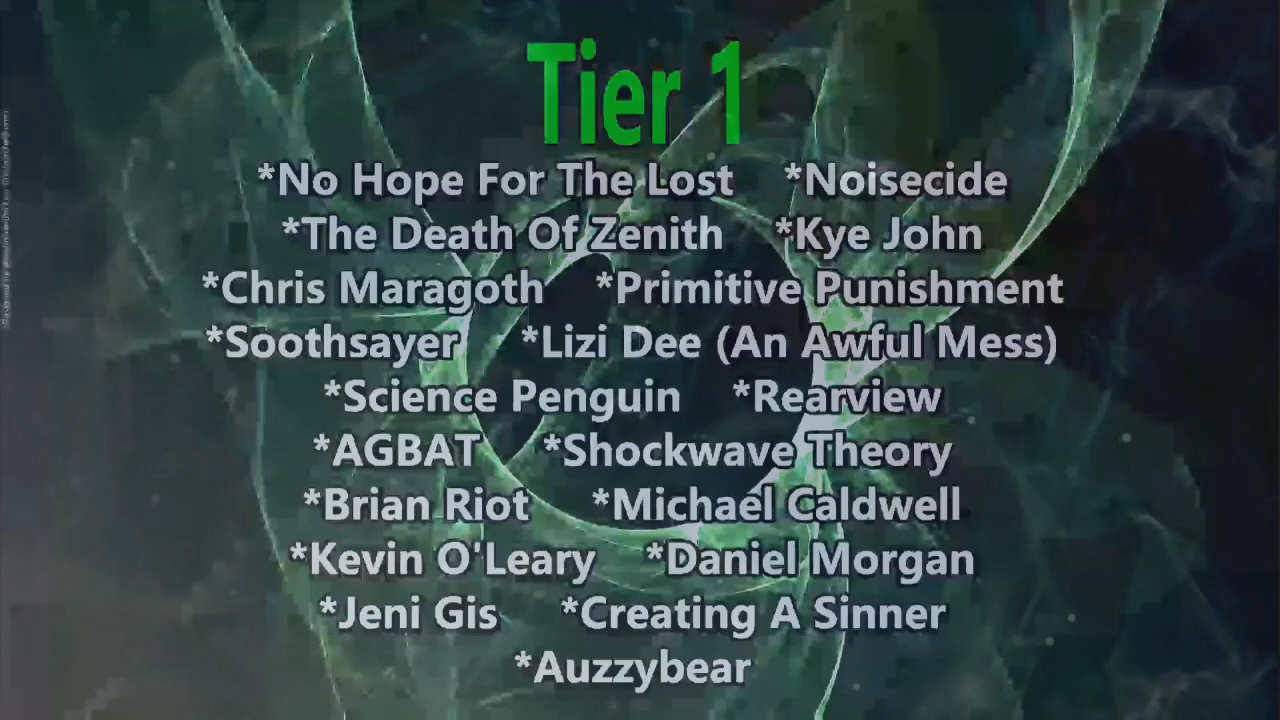 Tier 1
*No Hope For The Lost *Noisecide
*The Death Of Zenith *Kye John
*Chris Maragoth *Primitive Punishment
*Soothsayer *Lizi Dee (An Awful Mess)
*Science Penguin *Rearview
*AGBAT *Shockwave Theory
*Brian Riot *Michael Caldwell
*Kevin O'Leary *Daniel Morgan
*Jeni Gis *Creating A Sinner
*Auzzybear